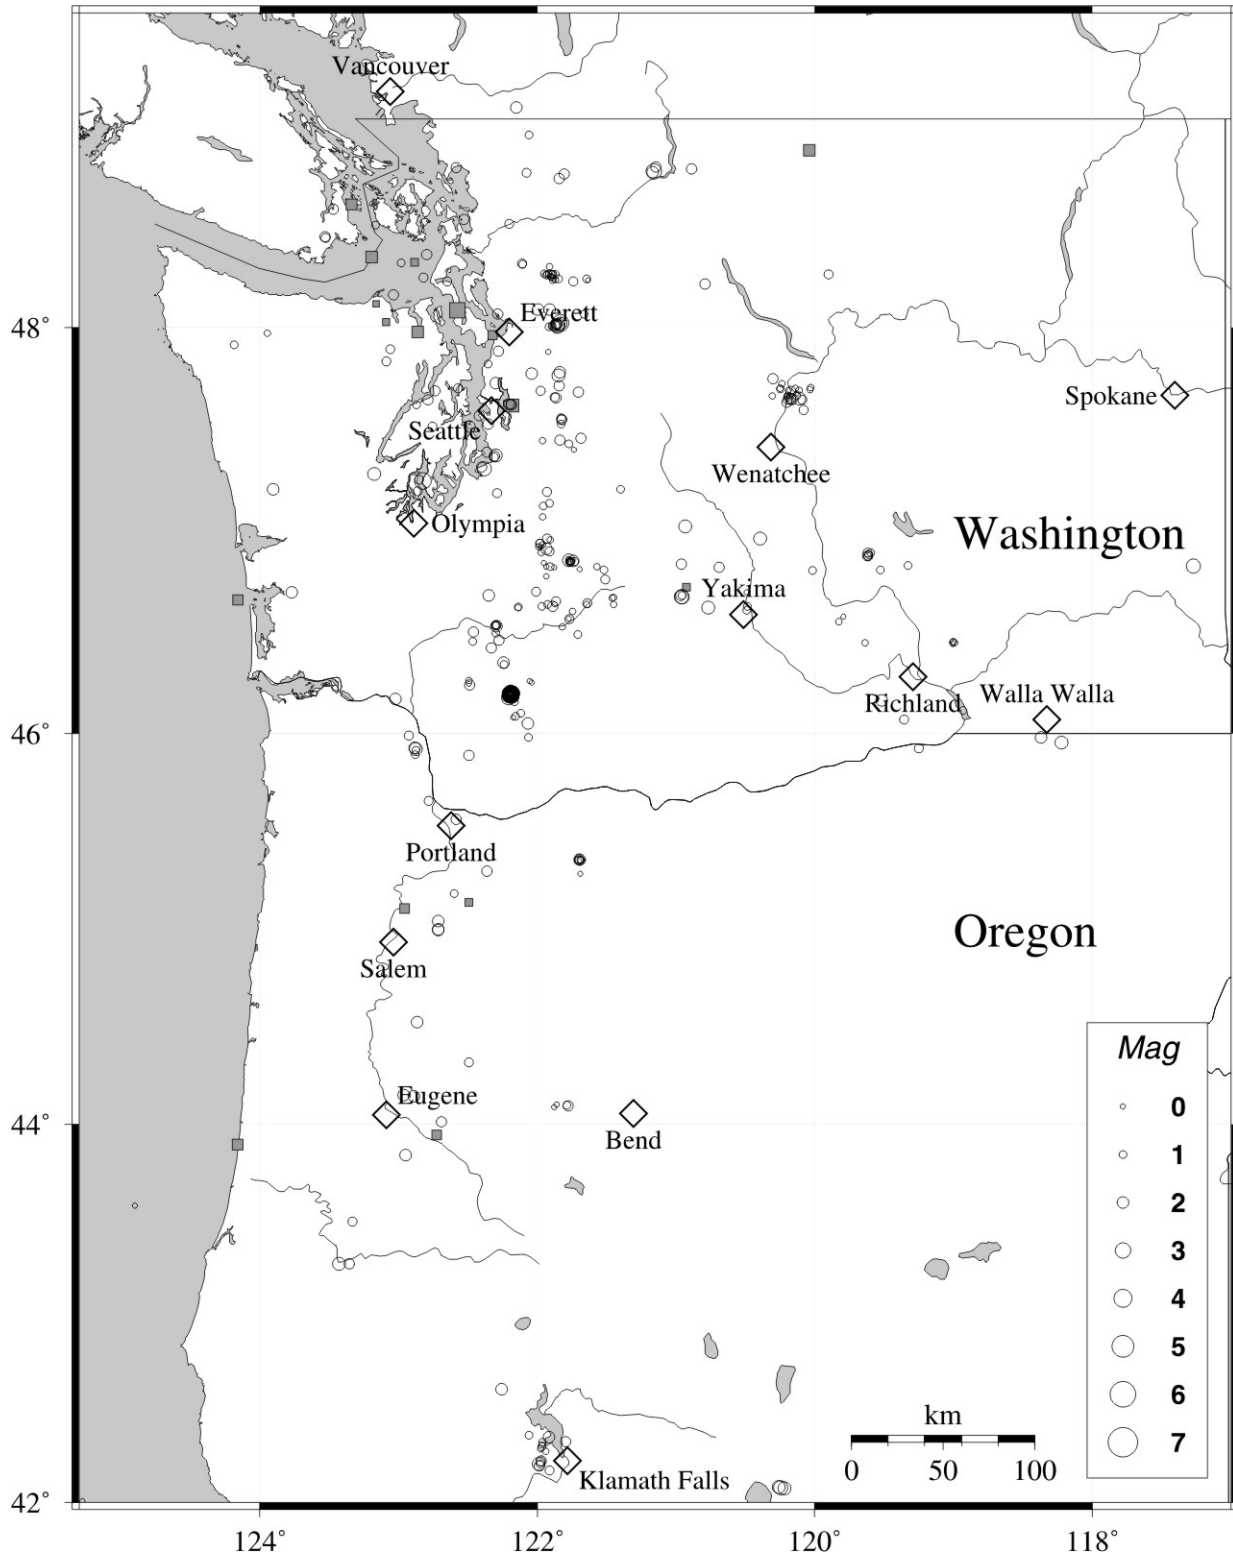 Vancouver
48°
Everett
Spokane
Seattle
Wenatchee
Olympia
Washington
Yakima
Richland
Walla Walla
46°
Portland
Oregon
Salem
Mag
Eugene
0
44°
Bend
1
2
3
4
5
6
km
7
0 50 100
Klamath Falls
42°
124° 122° 120° 118°